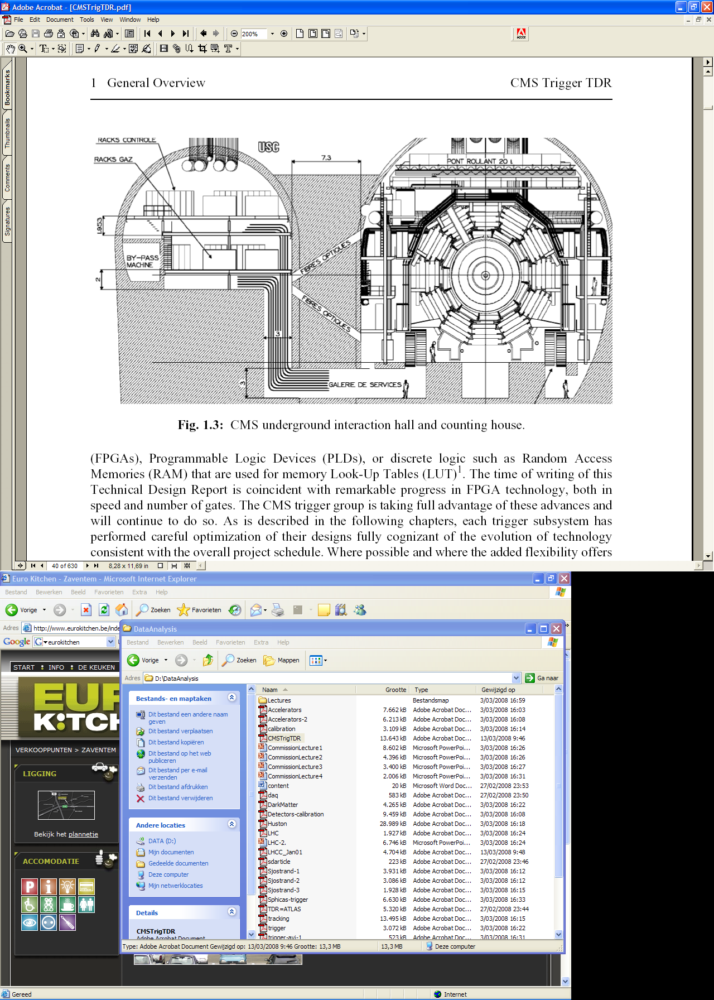 Adobe Acrobat - [CMSTrigTDR.pdf]
File Edit Document Tools View Window Help
200%
Adobe
Bookmarks
Thumbnails
Comments
Signatures
1 General Overview CMS Trigger TDR
RACKS CONTROLE
USC
RACKS GAZ
7.3
PONT ROULANT 20 t.
1.953
BY-PASS
MACHINE
2
FIBRES OPTIQUES
FIBRES OPTIQUES
3
3
GALERIE DE SERVICES
Fig. 1.3: CMS underground interaction hall and counting house.
(FPGAs), Programmable Logic Devices (PLDs), or discrete logic such as Random Access
Memories (RAM) that are used for memory Look-Up Tables (LUT)1. The time of writing of this
Technical Design Report is coincident with remarkable progress in FPGA technology, both in
speed and number of gates. The CMS trigger group is taking full advantage of these advances and
will continue to do so. As is described in the following chapters, each trigger subsystem has
performed careful optimization of their designs fully cognizant of the evolution of technology
consistent with the overall project schedule. Where possible and where the added flexibility offers
40 of 630 8,28 x 11,69 in
Euro Kitchen - Zaventem - Microsoft Internet Explorer
Bestand Bewerken Beeld Favorieten Extra Help
Vorige Zoeken Favorieten
Adres http://www.eurokitchen.be/inde
Google G eurokitchen
START INFO DE KEUKEN
EUR
K:TCH
VERKOOPPUNTEN > ZAVENTEM
LIGGING
Bekijk het plannetje
ACCOMODATIE
P i
DataAnalysis
Bestand Bewerken Beeld Favorieten Extra Help
Vorige Zoeken Mappen
Adres D:\DataAnalysis Ga naar
Bestands- en maptaken
Dit bestand een andere naam
geven
Dit bestand verplaatsen
Dit bestand kopiëren
Dit bestand op het web
publiceren
Dit bestand per e-mail
verzenden
Dit bestand afdrukken
Dit bestand verwijderen
Andere locaties
DATA (D:)
Mijn documenten
Gedeelde documenten
Deze computer
Mijn netwerklocaties
Details
CMSTrigTDR
Adobe Acrobat Document
Naam Grootte Type Gewijzigd op
Lectures Bestandsmap 3/03/2008 16:59
Accelerators 7.662 kB Adobe Acrobat Doc... 3/03/2008 16:03
Accelerators-2 6.213 kB Adobe Acrobat Doc... 3/03/2008 16:08
calibration 3.109 kB Adobe Acrobat Doc... 3/03/2008 16:14
CMSTrigTDR 13.643 kB Adobe Acrobat Doc... 13/03/2008 9:46
CommissionLecture1 8.602 kB Microsoft PowerPoi... 3/03/2008 16:26
CommissionLecture2 4.396 kB Microsoft PowerPoi... 3/03/2008 16:26
CommissionLecture3 3.400 kB Microsoft PowerPoi... 3/03/2008 16:27
CommissionLecture4 2.006 kB Microsoft PowerPoi... 3/03/2008 16:31
content 20 kB Microsoft Word Doc... 27/02/2008 23:53
daq 583 kB Adobe Acrobat Doc... 27/02/2008 23:50
DarkMatter 4.265 kB Adobe Acrobat Doc... 3/03/2008 16:22
Detectors-calibration 9.459 kB Adobe Acrobat Doc... 3/03/2008 16:08
Huston 28.989 kB Adobe Acrobat Doc... 3/03/2008 16:18
LHC 1.927 kB Adobe Acrobat Doc... 3/03/2008 16:24
LHC-2. 6.746 kB Microsoft PowerPoi... 3/03/2008 16:24
LHCC_Jan01 4.704 kB Adobe Acrobat Doc... 13/03/2008 9:48
sdarticle 223 kB Adobe Acrobat Doc... 27/02/2008 23:46
Sjostrand-1 3.931 kB Adobe Acrobat Doc... 3/03/2008 16:12
Sjostrand-2 3.086 kB Adobe Acrobat Doc... 3/03/2008 16:12
Sjostrand-3 1.928 kB Adobe Acrobat Doc... 3/03/2008 16:15
Sphicas-trigger 6.630 kB Adobe Acrobat Doc... 3/03/2008 16:33
TDR=ATLAS 5.320 kB Adobe Acrobat Doc... 27/02/2008 23:44
tracking 13.495 kB Adobe Acrobat Doc... 3/03/2008 16:15
trigger 3.072 kB Adobe Acrobat Doc... 3/03/2008 16:22
trigger-avi-1 523 kB Adobe Acrobat Doc... 3/03/2008 16:31
Type: Adobe Acrobat Document Gewijzigd op: 13/03/2008 9:46 Grootte: 13,3 MB 13,3 MB Deze computer
Gereed Internet